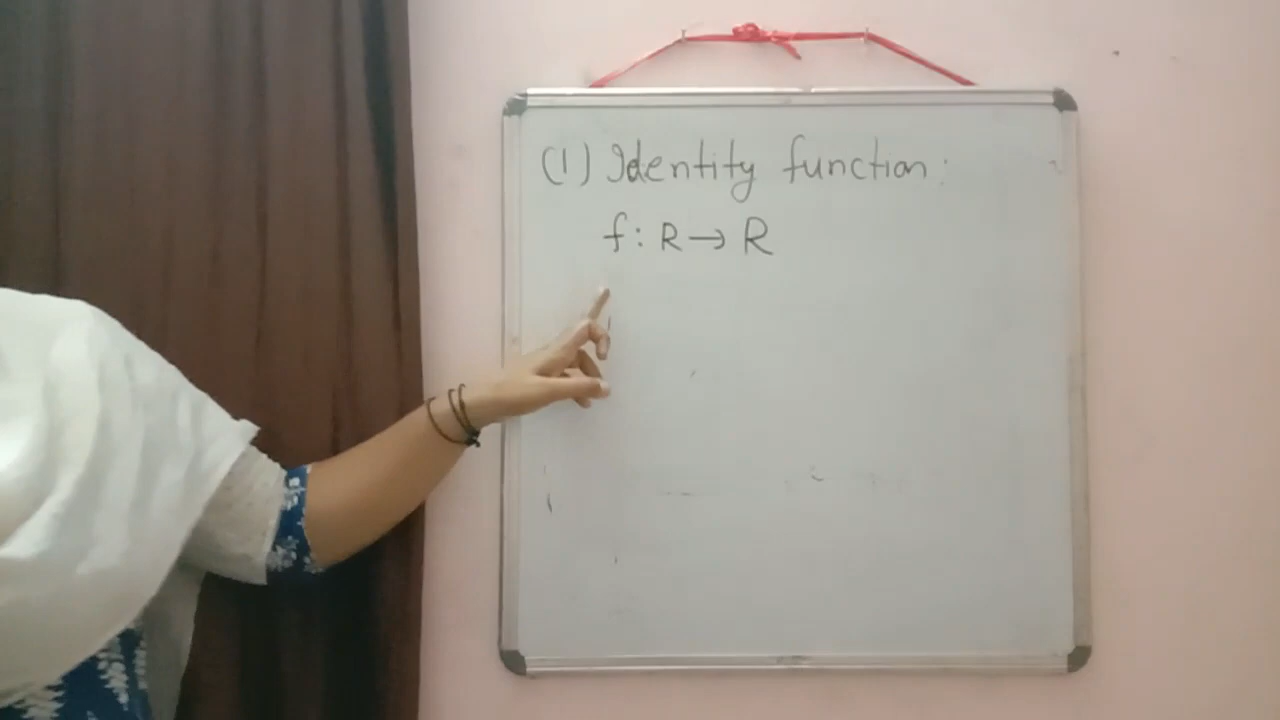 (1) Identity function:
f: R → R